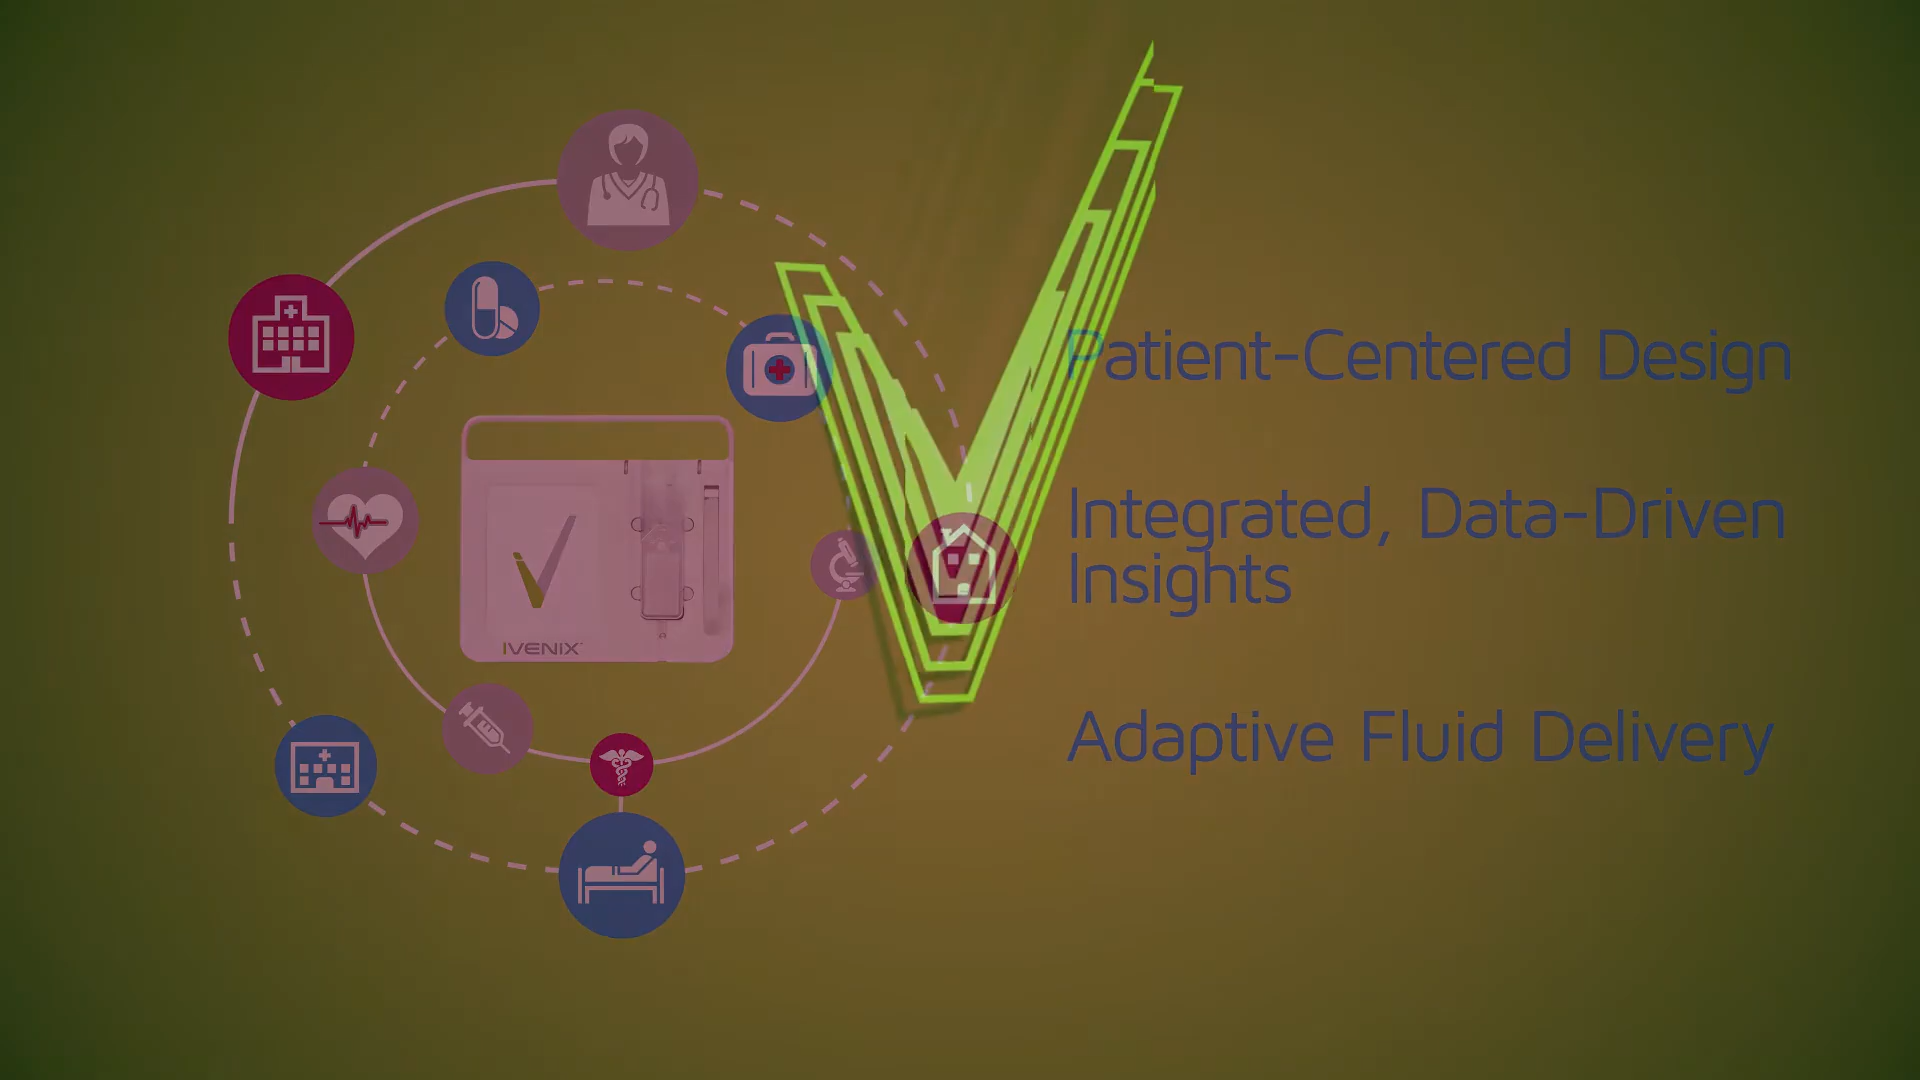 Patient-Centered Design
Integrated, Data-Driven
Insights
Adaptive Fluid Delivery
IVENIX